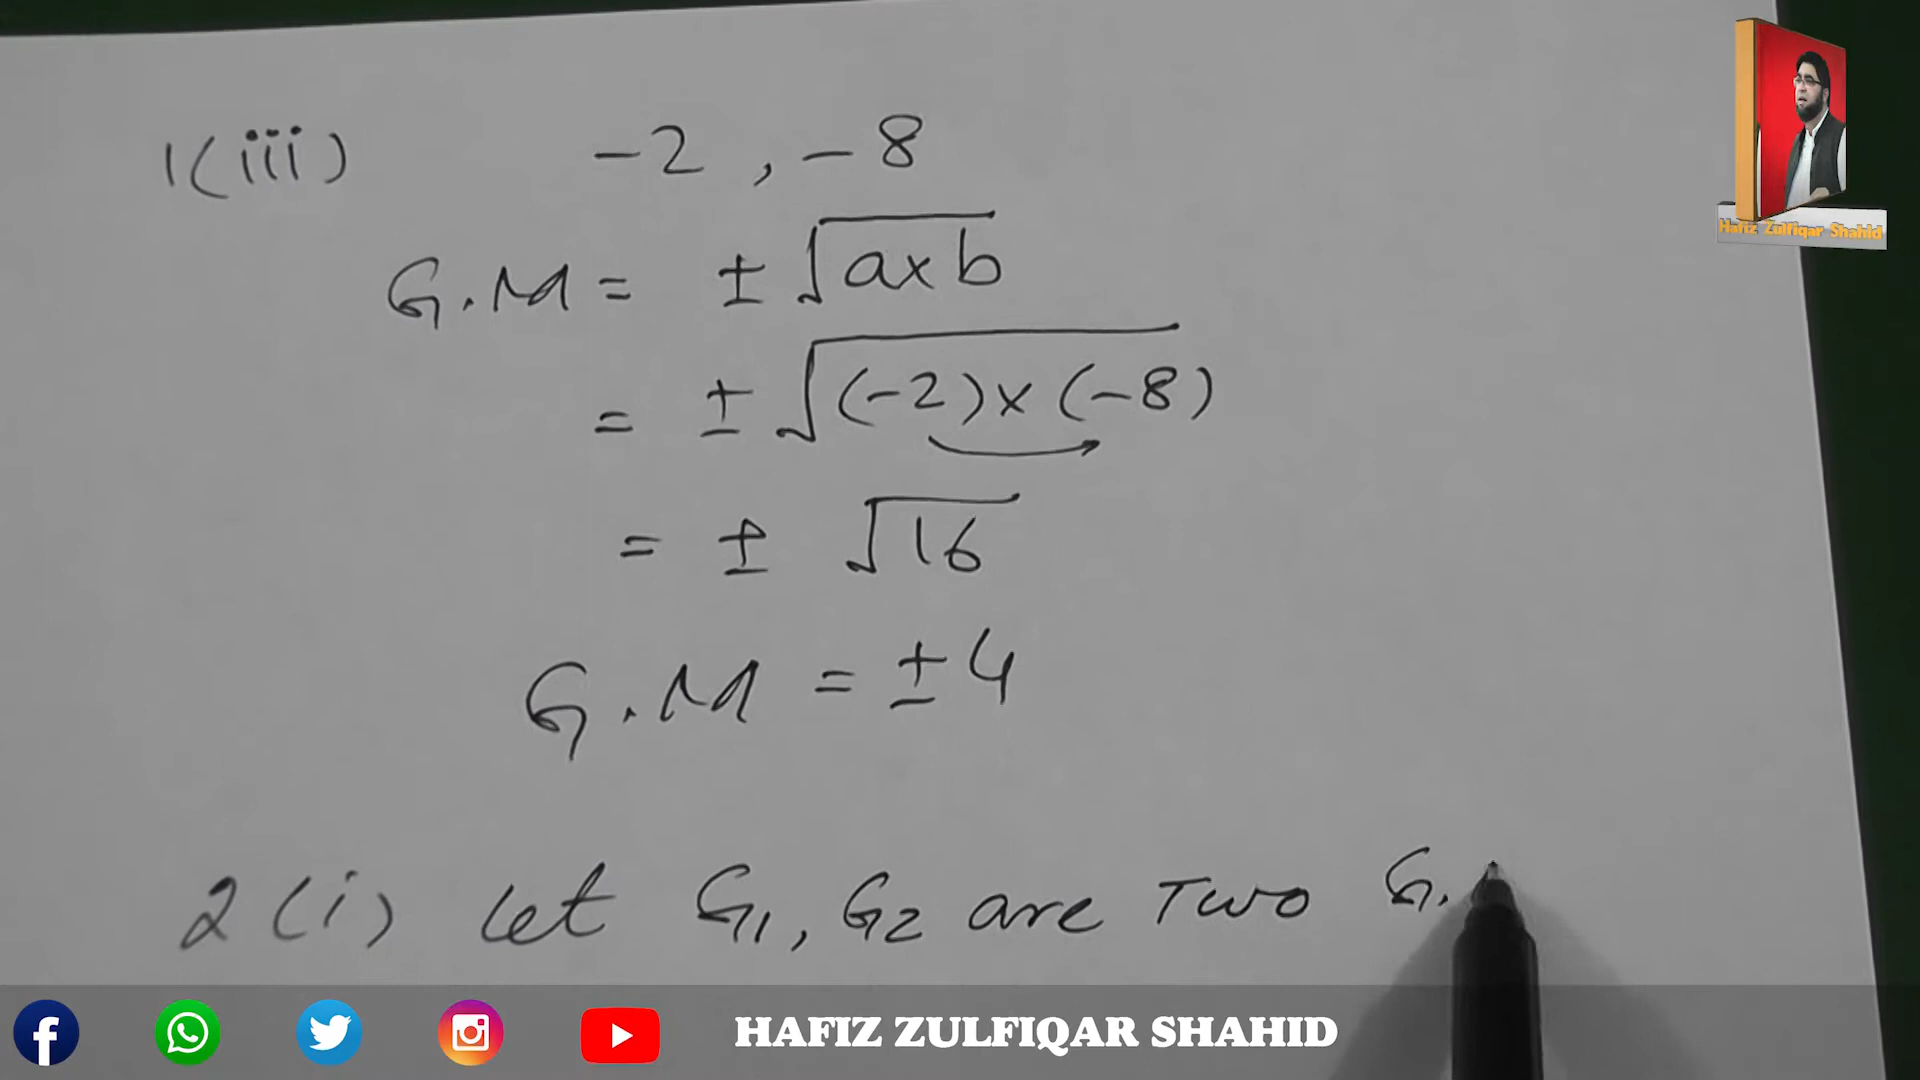 1(iii) -2 , -8
G.M = ± √a×b
= ± √(-2)×(-8)
= ± √16
G.M = ±4
2(i) Let G1, G2 are Two G.
Hafiz Zulfiqar Shahid
HAFIZ ZULFIQAR SHAHID